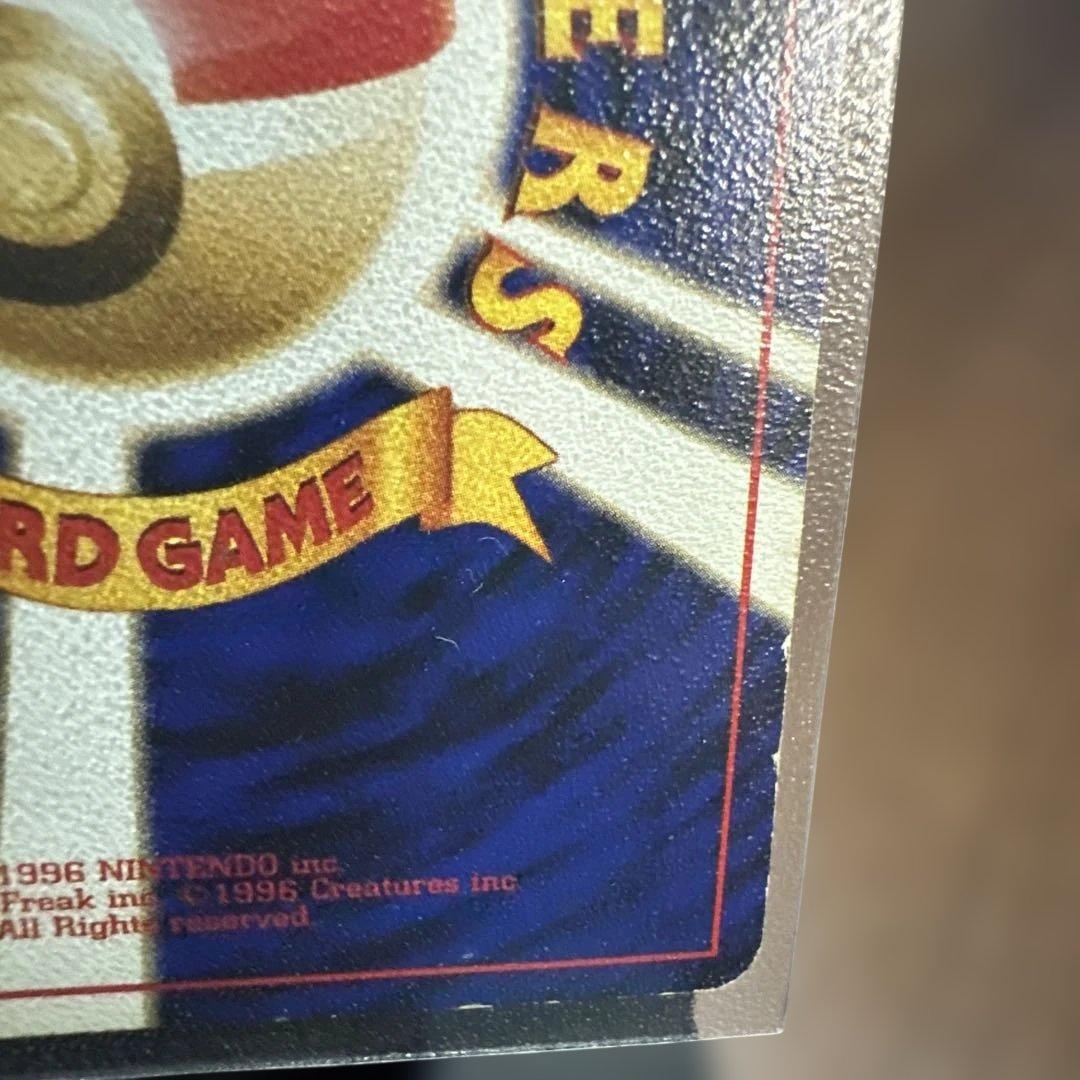 ERS
RD GAME
1996 NINTENDO inc
Freak inc © 1996 Creatures inc
All Rights reserved